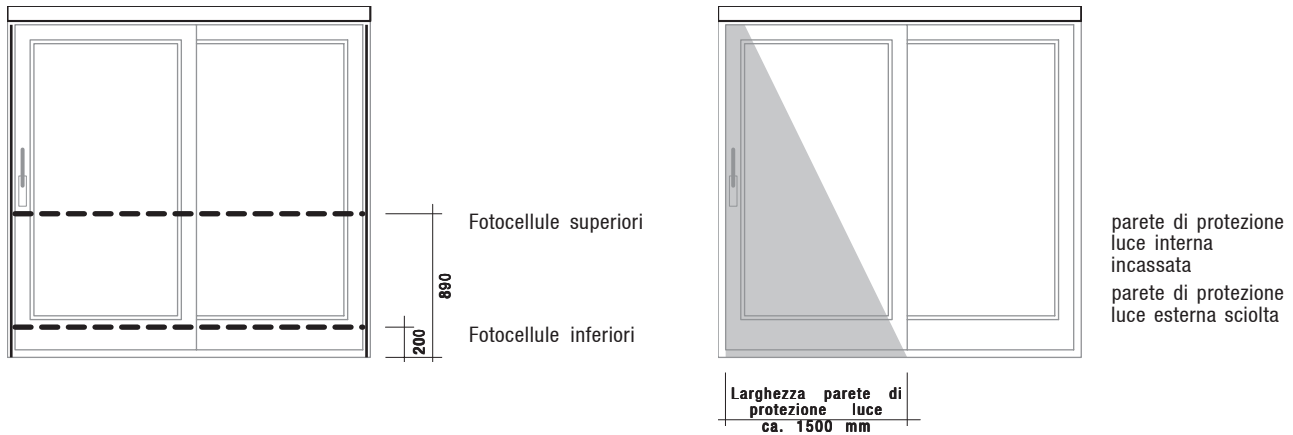 Fotocellule superiori
890
Fotocellule inferiori
200
parete di protezione
luce interna
incassata
parete di protezione
luce esterna sciolta
Larghezza parete di
protezione luce
ca. 1500 mm